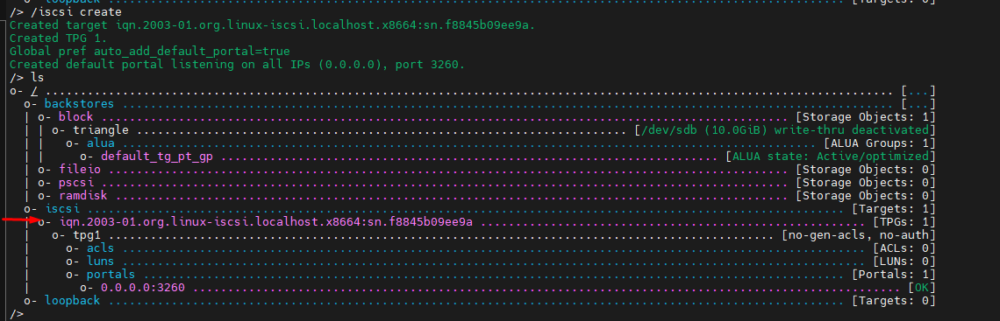 o- loopback ................................................................................................... [Targets: 0]
/> /iscsi create
Created target iqn.2003-01.org.linux-iscsi.localhost.x8664:sn.f8845b09ee9a.
Created TPG 1.
Global pref auto_add_default_portal=true
Created default portal listening on all IPs (0.0.0.0), port 3260.
/> ls
o- / ......................................................................................................................... [...]
  o- backstores .............................................................................................................. [...]
  | o- block .................................................................................................. [Storage Objects: 1]
  | | o- triangle ...................................................................... [/dev/sdb (10.0GiB) write-thru deactivated]
  | |   o- alua ................................................................................................... [ALUA Groups: 1]
  | |     o- default_tg_pt_gp ....................................................................... [ALUA state: Active/optimized]
  | o- fileio ................................................................................................. [Storage Objects: 0]
  | o- pscsi .................................................................................................. [Storage Objects: 0]
  | o- ramdisk ................................................................................................ [Storage Objects: 0]
  o- iscsi ............................................................................................................ [Targets: 1]
  | o- iqn.2003-01.org.linux-iscsi.localhost.x8664:sn.f8845b09ee9a ....................................................... [TPGs: 1]
  |   o- tpg1 ............................................................................................... [no-gen-acls, no-auth]
  |     o- acls .......................................................................................................... [ACLs: 0]
  |     o- luns .......................................................................................................... [LUNs: 0]
  |     o- portals .................................................................................................... [Portals: 1]
  |       o- 0.0.0.0:3260 ..................................................................................................... [OK]
  o- loopback ......................................................................................................... [Targets: 0]
/>